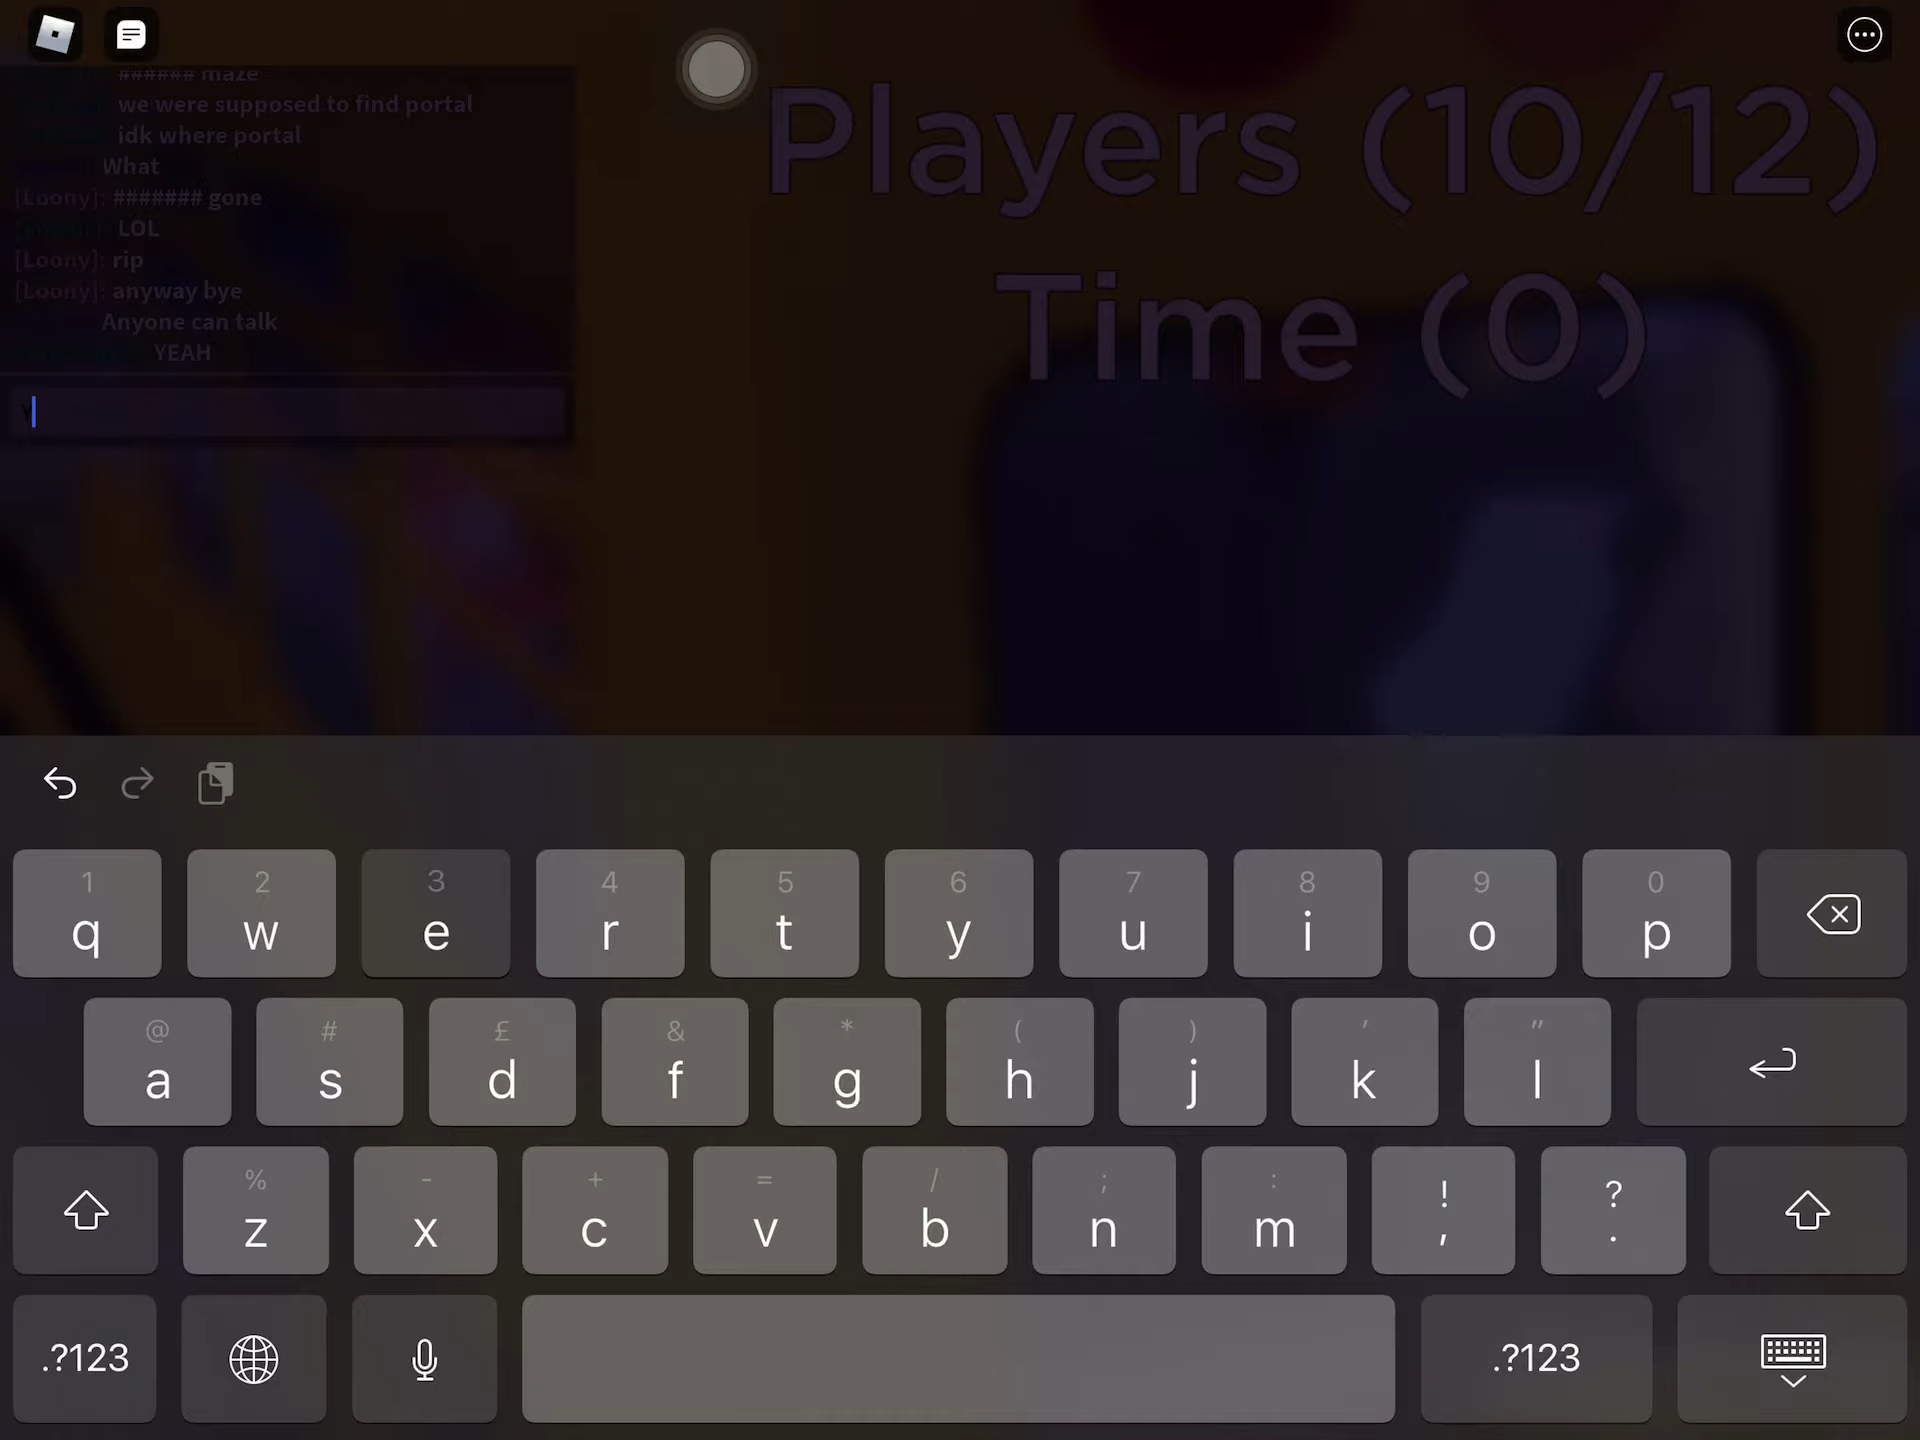 ###### maze
we were supposed to find portal
idk where portal
What
[Loony]: ####### gone
LOL
[Loony]: rip
[Loony]: anyway bye
Anyone can talk
YEAH
Players (10/12)
Time (0)
1 2 3 4 5 6 7 8 9 0
q w e r t y u i o p
@ # £ & * ( ) ' "
a s d f g h j k l
% - + = / ; : ! ?
z x c v b n m , .
.?123 .?123